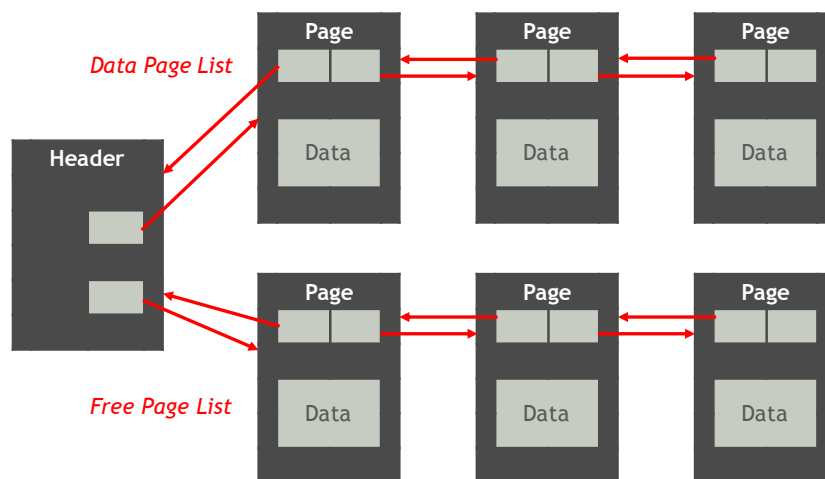 Page Page Page
Data Page List
Data Data Data
Header
Page Page Page
Free Page List
Data Data Data